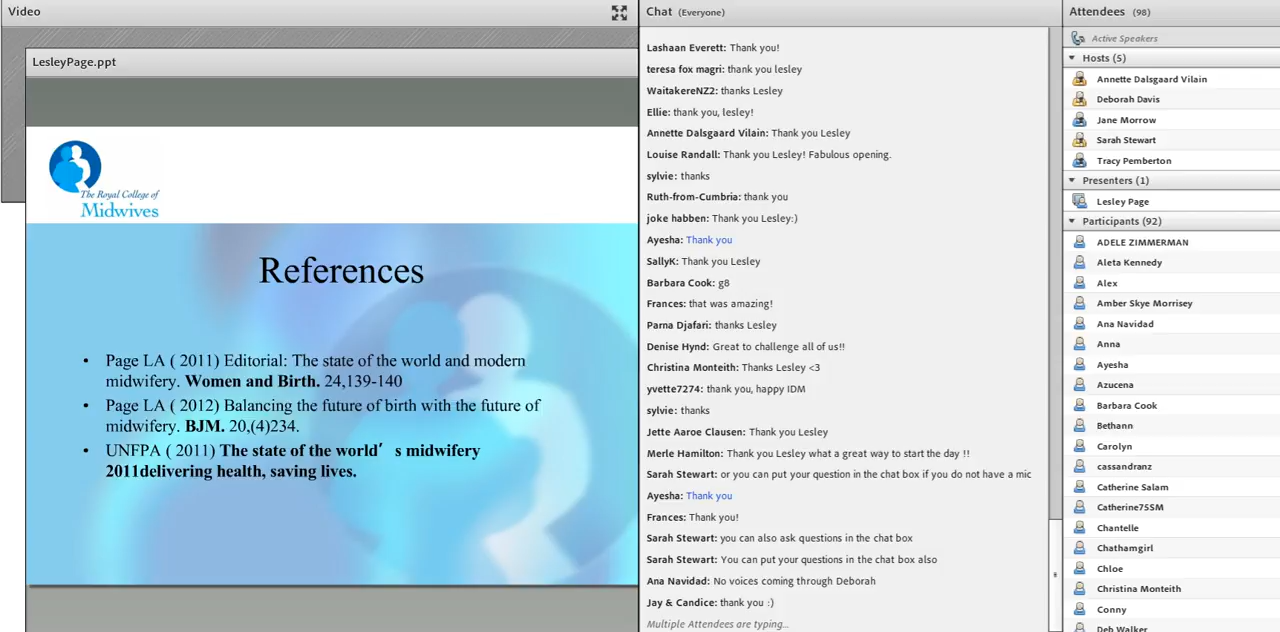 Video
LesleyPage.ppt
The Royal College of
Midwives
References
• Page LA ( 2011) Editorial: The state of the world and modern
midwifery. Women and Birth. 24,139-140
• Page LA ( 2012) Balancing the future of birth with the future of
midwifery. BJM. 20,(4)234.
• UNFPA ( 2011) The state of the world’ s midwifery
2011delivering health, saving lives.
Chat (Everyone)
Lashaan Everett: Thank you!
teresa fox magri: thank you lesley
WaitakereNZ2: thanks Lesley
Ellie: thank you, lesley!
Annette Dalsgaard Vilain: Thank you Lesley
Louise Randall: Thank you Lesley! Fabulous opening.
sylvie: thanks
Ruth-from-Cumbria: thank you
joke habben: Thank you Lesley:)
Ayesha: Thank you
SallyK: Thank you Lesley
Barbara Cook: g8
Frances: that was amazing!
Parna Djafari: thanks Lesley
Denise Hynd: Great to challenge all of us!!
Christina Monteith: Thanks Lesley <3
yvette7274: thank you, happy IDM
sylvie: thanks
Jette Aaroe Clausen: Thank you Lesley
Merle Hamilton: Thank you Lesley what a great way to start the day !!
Sarah Stewart: or you can put your question in the chat box if you do not have a mic
Ayesha: Thank you
Frances: Thank you!
Sarah Stewart: you can also ask questions in the chat box
Sarah Stewart: You can put your questions in the chat box also
Ana Navidad: No voices coming through Deborah
Jay & Candice: thank you :)
Multiple Attendees are typing...
Attendees (98)
Active Speakers
Hosts (5)
Annette Dalsgaard Vilain
Deborah Davis
Jane Morrow
Sarah Stewart
Tracy Pemberton
Presenters (1)
Lesley Page
Participants (92)
ADELE ZIMMERMAN
Aleta Kennedy
Alex
Amber Skye Morrisey
Ana Navidad
Anna
Ayesha
Azucena
Barbara Cook
Bethann
Carolyn
cassandranz
Catherine Salam
Catherine75SM
Chantelle
Chathamgirl
Chloe
Christina Monteith
Conny
Deb Walker